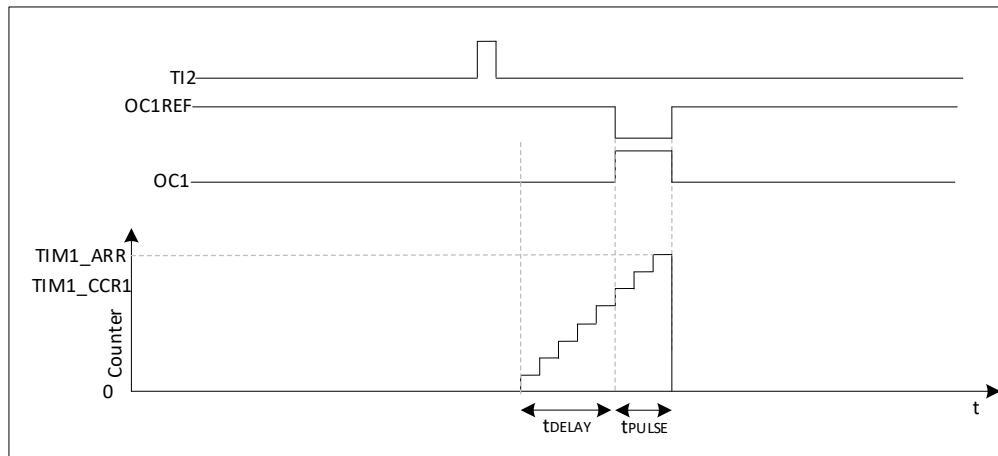 TI2
OC1REF
OC1
TIM1_ARR
TIM1_CCR1
Counter
0
t
tDELAY
tPULSE